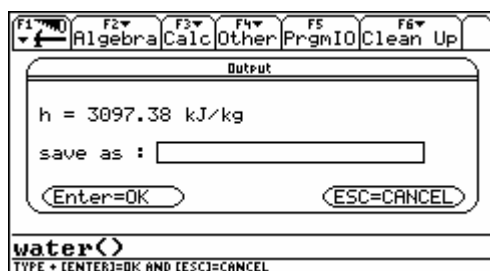 F1 F2 Algebra F3 Calc F4 Other F5 PrgmIO F6 Clean Up
Output
h = 3097.38 kJ/kg
save as :
Enter=OK ESC=CANCEL
water()
TYPE + [ENTER]=OK AND [ESC]=CANCEL